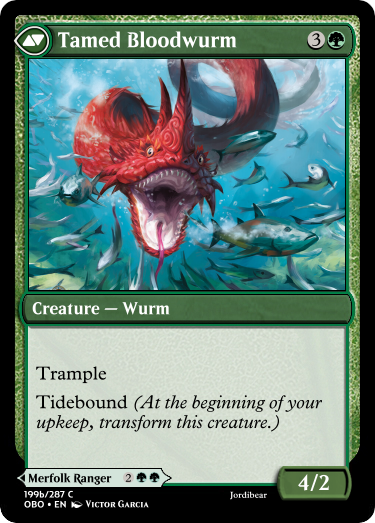 Tamed Bloodwurm 3
Creature — Wurm
Trample
Tidebound (At the beginning of your
upkeep, transform this creature.)
Merfolk Ranger 2
4/2
199b/287 C
OBO • EN Victor Garcia
Jordibear